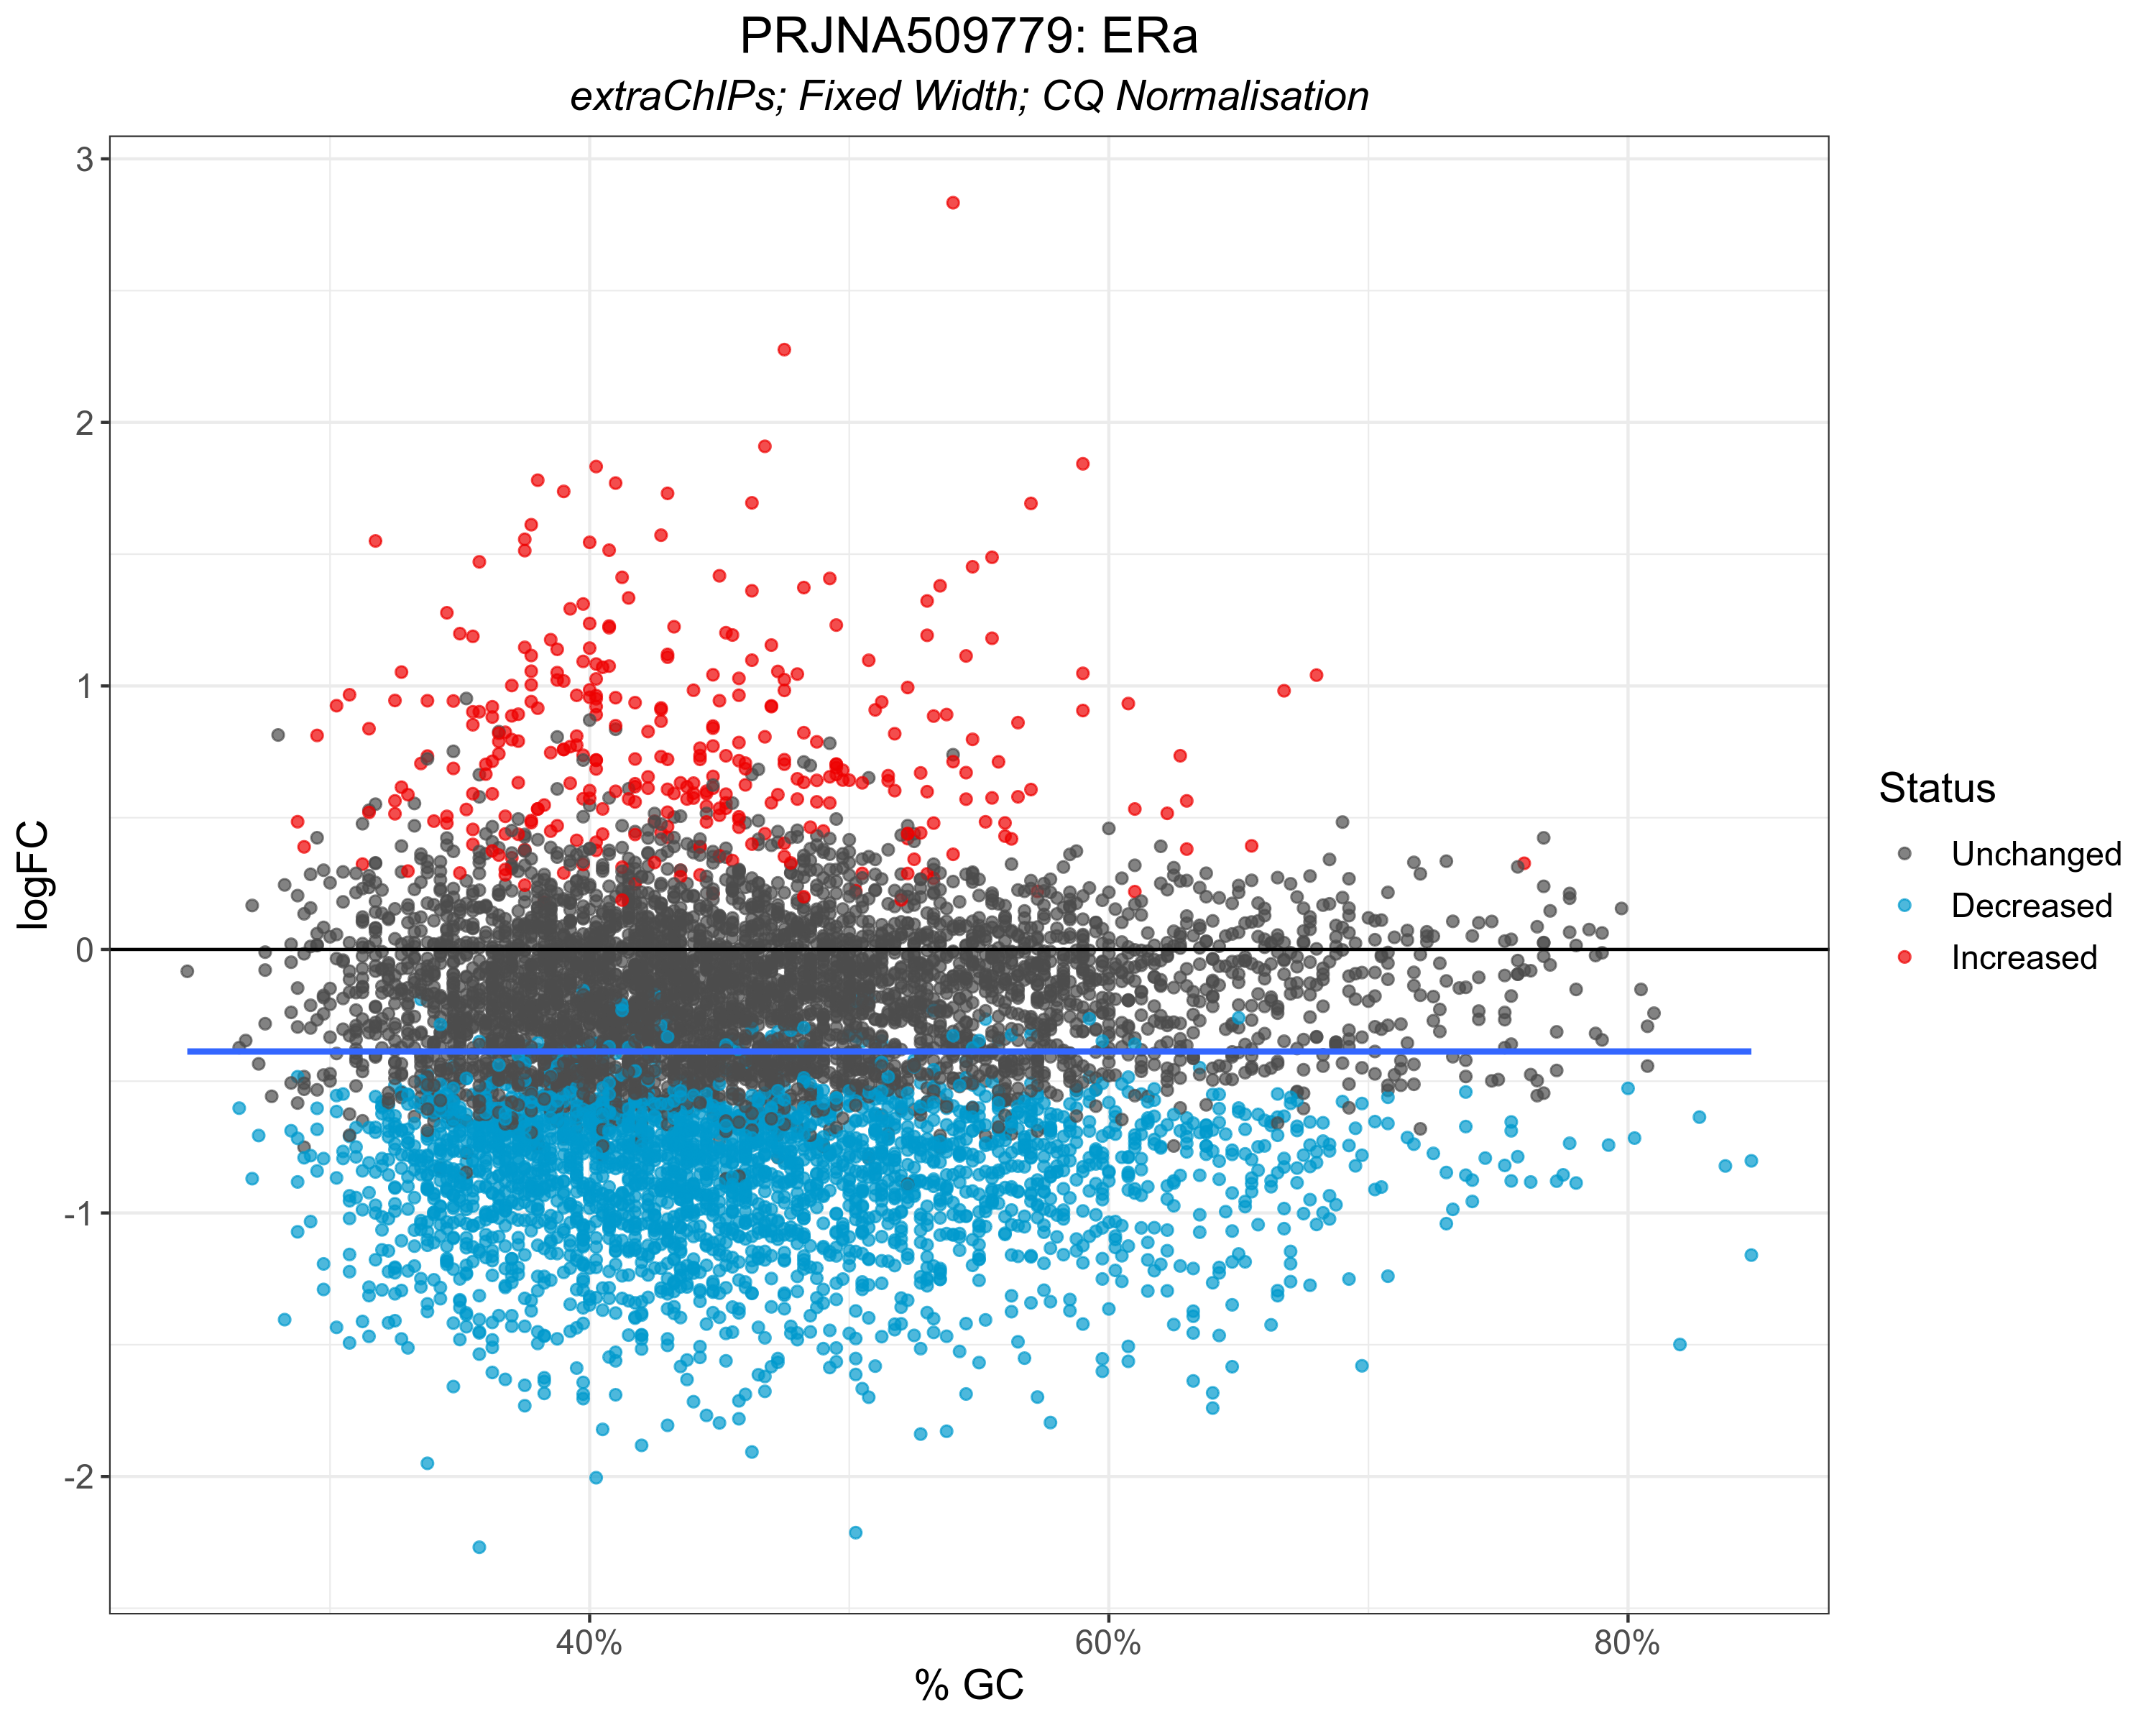 PRJNA509779: ERa
extraChIPs; Fixed Width; CQ Normalisation
3
2
1
0
-1
-2
logFC
40% 60% 80%
% GC
Status
Unchanged
Decreased
Increased